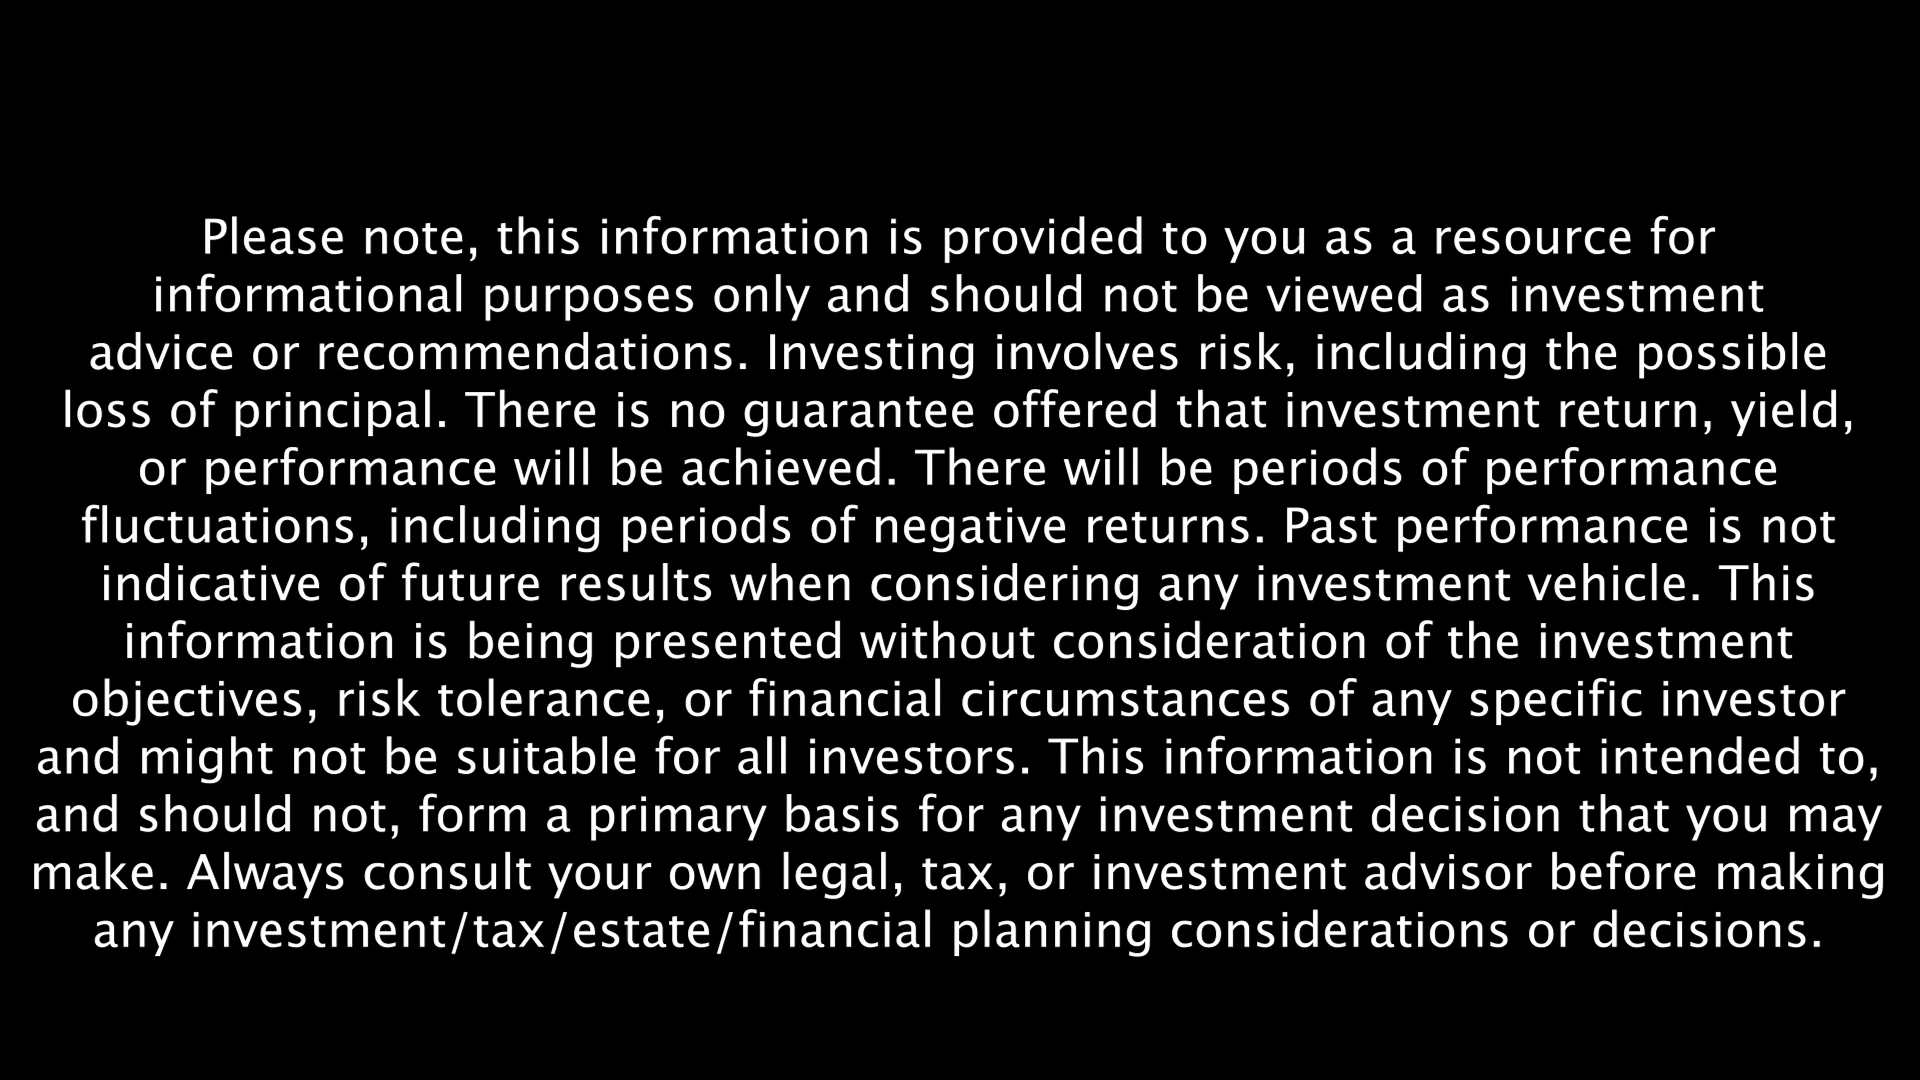 Please note, this information is provided to you as a resource for
informational purposes only and should not be viewed as investment
advice or recommendations. Investing involves risk, including the possible
loss of principal. There is no guarantee offered that investment return, yield,
or performance will be achieved. There will be periods of performance
fluctuations, including periods of negative returns. Past performance is not
indicative of future results when considering any investment vehicle. This
information is being presented without consideration of the investment
objectives, risk tolerance, or financial circumstances of any specific investor
and might not be suitable for all investors. This information is not intended to,
and should not, form a primary basis for any investment decision that you may
make. Always consult your own legal, tax, or investment advisor before making
any investment/tax/estate/financial planning considerations or decisions.